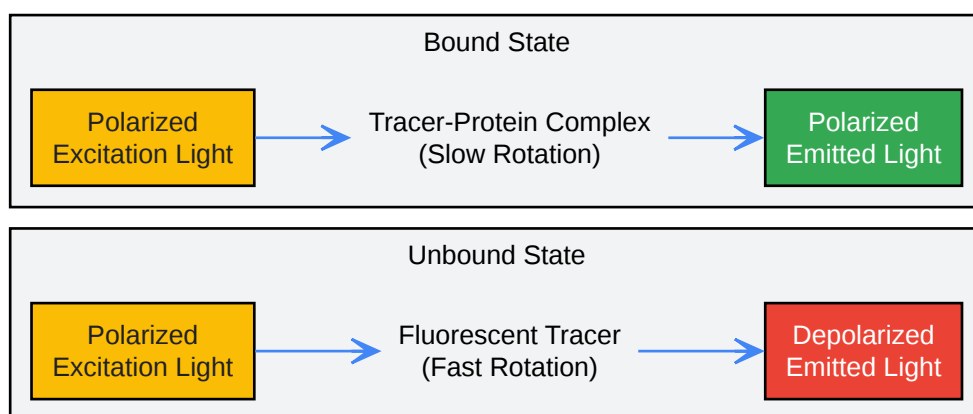 Bound State
Polarized
Excitation Light
Tracer-Protein Complex
(Slow Rotation)
Polarized
Emitted Light
Unbound State
Polarized
Excitation Light
Fluorescent Tracer
(Fast Rotation)
Depolarized
Emitted Light